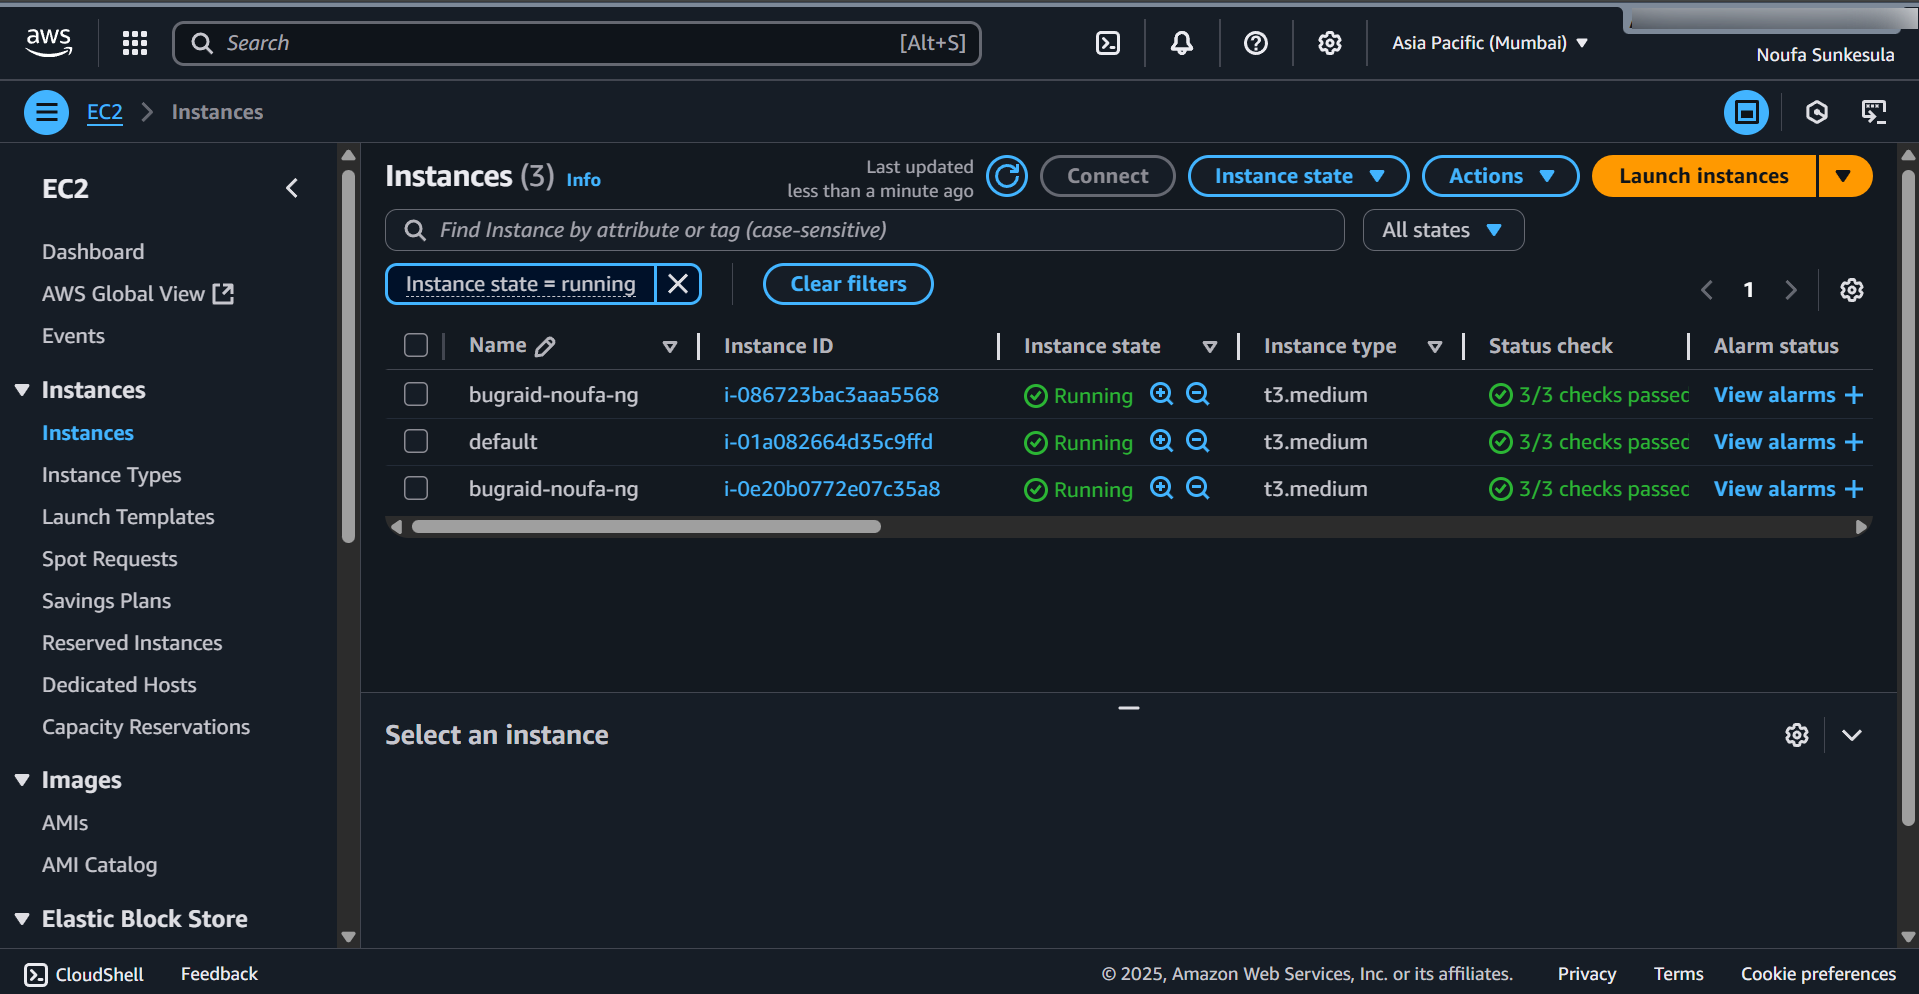 aws
Search [Alt+S]
Asia Pacific (Mumbai)
Noufa Sunkesula
EC2 Instances
EC2
Dashboard
AWS Global View
Events
Instances
Instances
Instance Types
Launch Templates
Spot Requests
Savings Plans
Reserved Instances
Dedicated Hosts
Capacity Reservations
Images
AMIs
AMI Catalog
Elastic Block Store
Instances (3) Info
Last updated
less than a minute ago
Connect Instance state Actions Launch instances
Find Instance by attribute or tag (case-sensitive) All states
Instance state = running Clear filters
1
Name Instance ID Instance state Instance type Status check Alarm status
bugraid-noufa-ng i-086723bac3aaa5568 Running t3.medium 3/3 checks passed View alarms +
default i-01a082664d35c9ffd Running t3.medium 3/3 checks passed View alarms +
bugraid-noufa-ng i-0e20b0772e07c35a8 Running t3.medium 3/3 checks passed View alarms +
Select an instance
CloudShell Feedback © 2025, Amazon Web Services, Inc. or its affiliates. Privacy Terms Cookie preferences